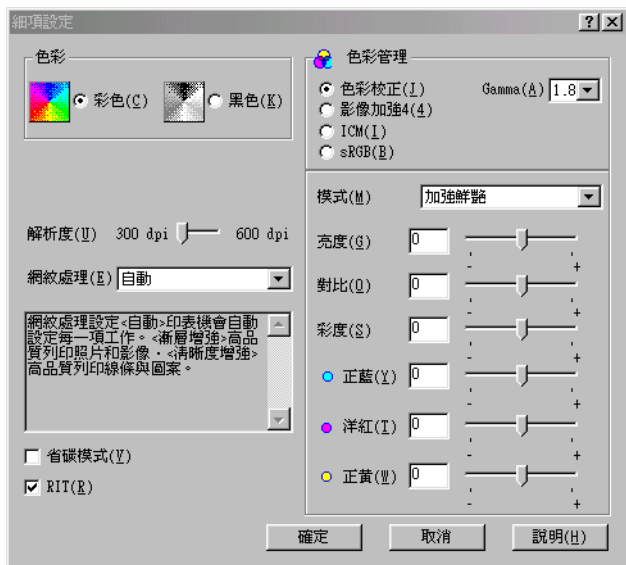 細項設定
色彩
彩色(C)
黑色(K)
解析度(U) 300 dpi 600 dpi
網紋處理(E) 自動
網紋處理設定<自動>印表機會自動
設定每一項工作。<漸層增強>高品
質列印照片和影像．<清晰度增強>
高品質列印線條與圖案。
省碳模式(V)
RIT(R)
色彩管理
色彩校正(J) Gamma(A) 1.8
影像加強4(4)
ICM(I)
sRGB(B)
模式(M) 加強鮮艷
亮度(G) 0
- +
對比(O) 0
- +
彩度(S) 0
- +
正藍(Y) 0
- +
洋紅(T) 0
- +
正黃(W) 0
- +
確定 取消 說明(H)